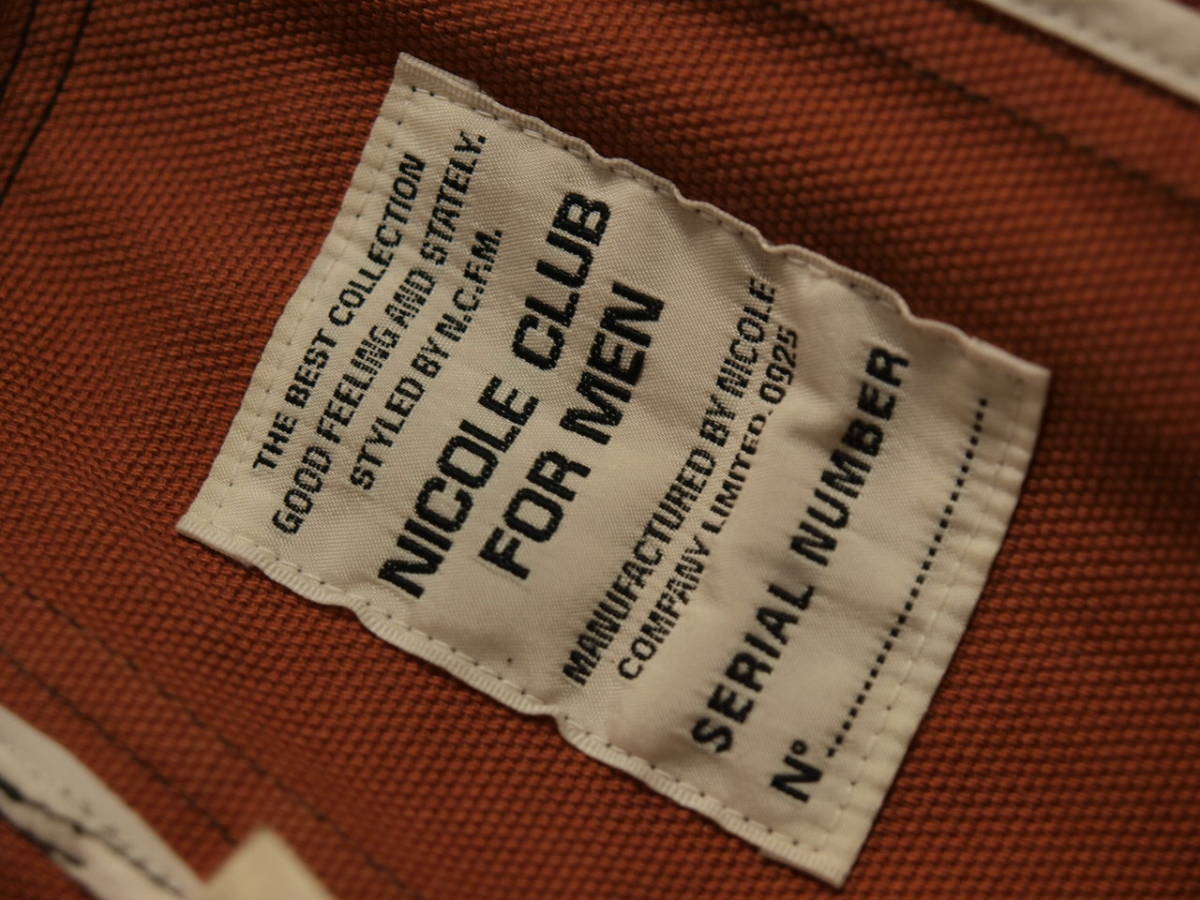 THE BEST COLLECTION
GOOD FEELING AND STATELY.
STYLED BY N.C.F.M.
NICOLE CLUB
FOR MEN
MANUFACTURED BY NICOLE
COMPANY LIMITED.0925
SERIAL NUMBER
N°..............................